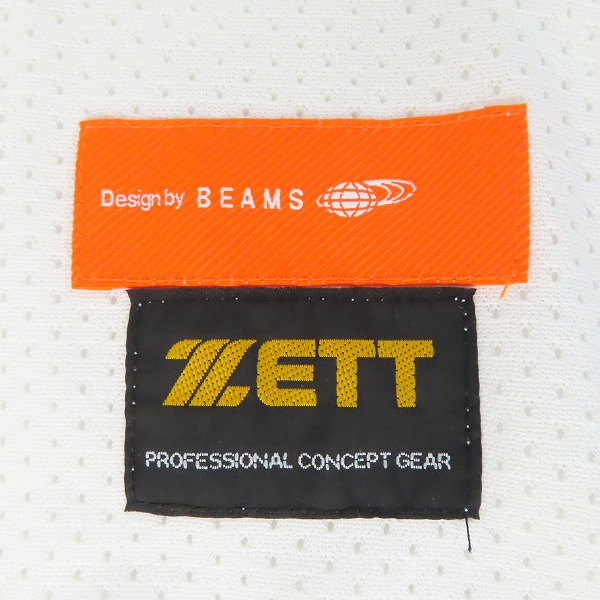 Design by BEAMS
ZETT
PROFESSIONAL CONCEPT GEAR